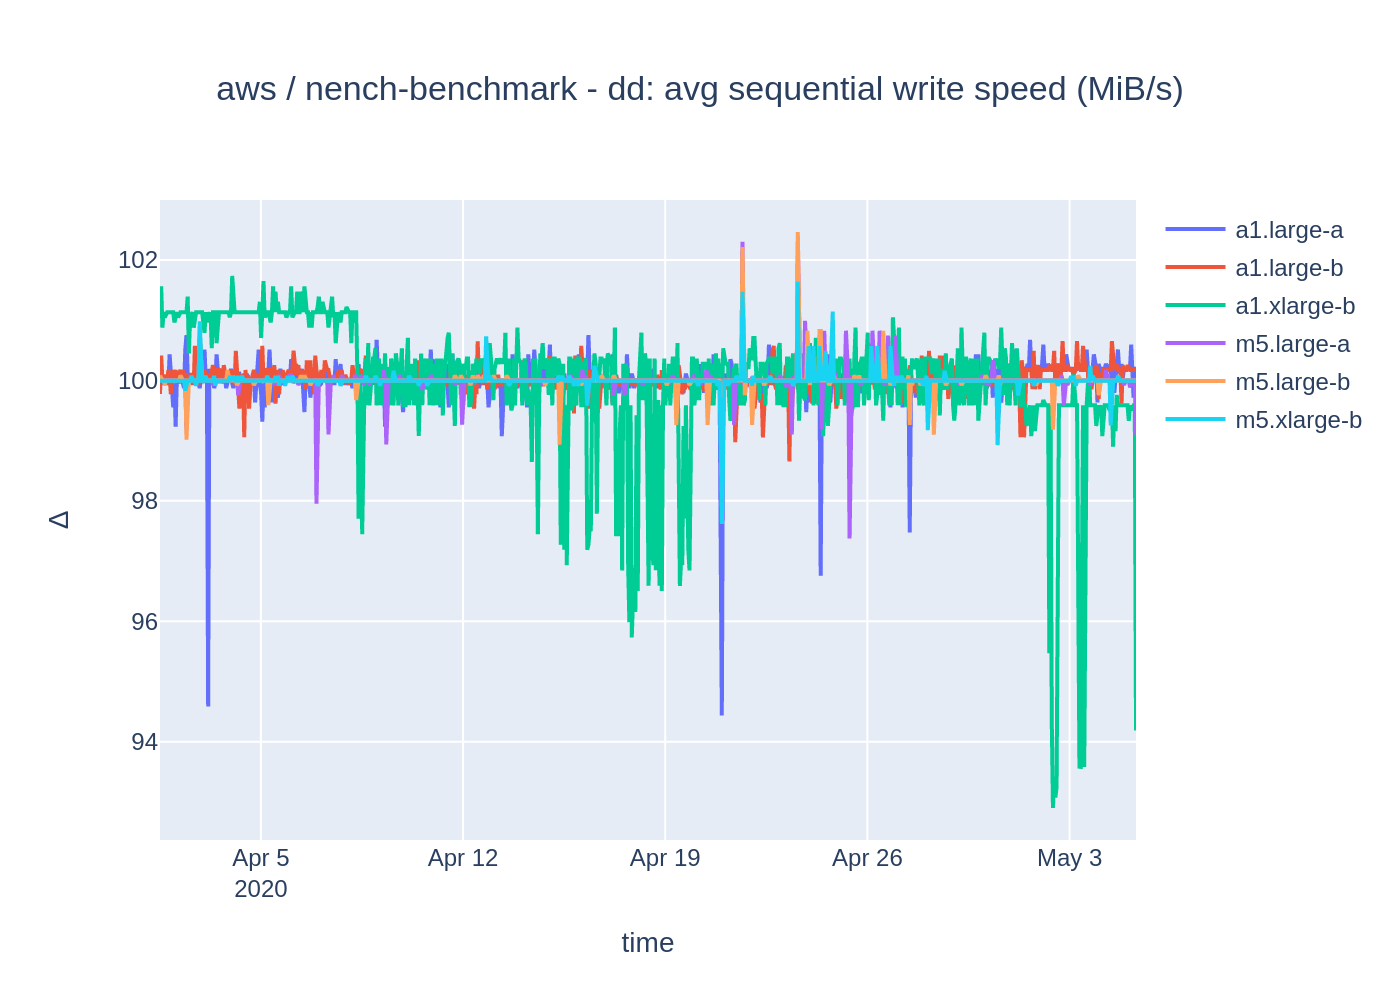 aws / nench-benchmark - dd: avg sequential write speed (MiB/s)
102
100
98
96
94
Δ
Apr 5
2020
Apr 12
Apr 19
Apr 26
May 3
time
a1.large-a
a1.large-b
a1.xlarge-b
m5.large-a
m5.large-b
m5.xlarge-b